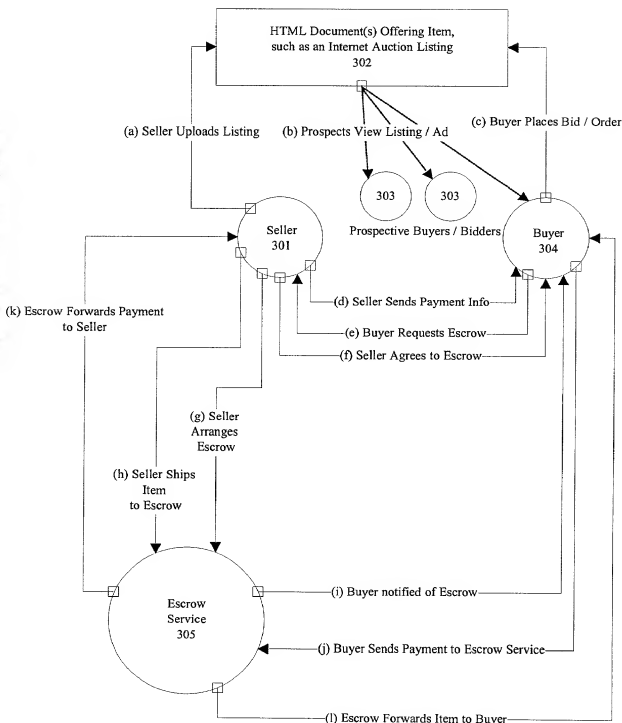 HTML Document(s) Offering Item,
such as an Internet Auction Listing
302
(a) Seller Uploads Listing
(b) Prospects View Listing / Ad
(c) Buyer Places Bid / Order
303
303
Prospective Buyers / Bidders
Seller
301
Buyer
304
(d) Seller Sends Payment Info
(e) Buyer Requests Escrow
(f) Seller Agrees to Escrow
(k) Escrow Forwards Payment
to Seller
(g) Seller
Arranges
Escrow
(h) Seller Ships
Item
to Escrow
Escrow
Service
305
(i) Buyer notified of Escrow
(j) Buyer Sends Payment to Escrow Service
(l) Escrow Forwards Item to Buyer